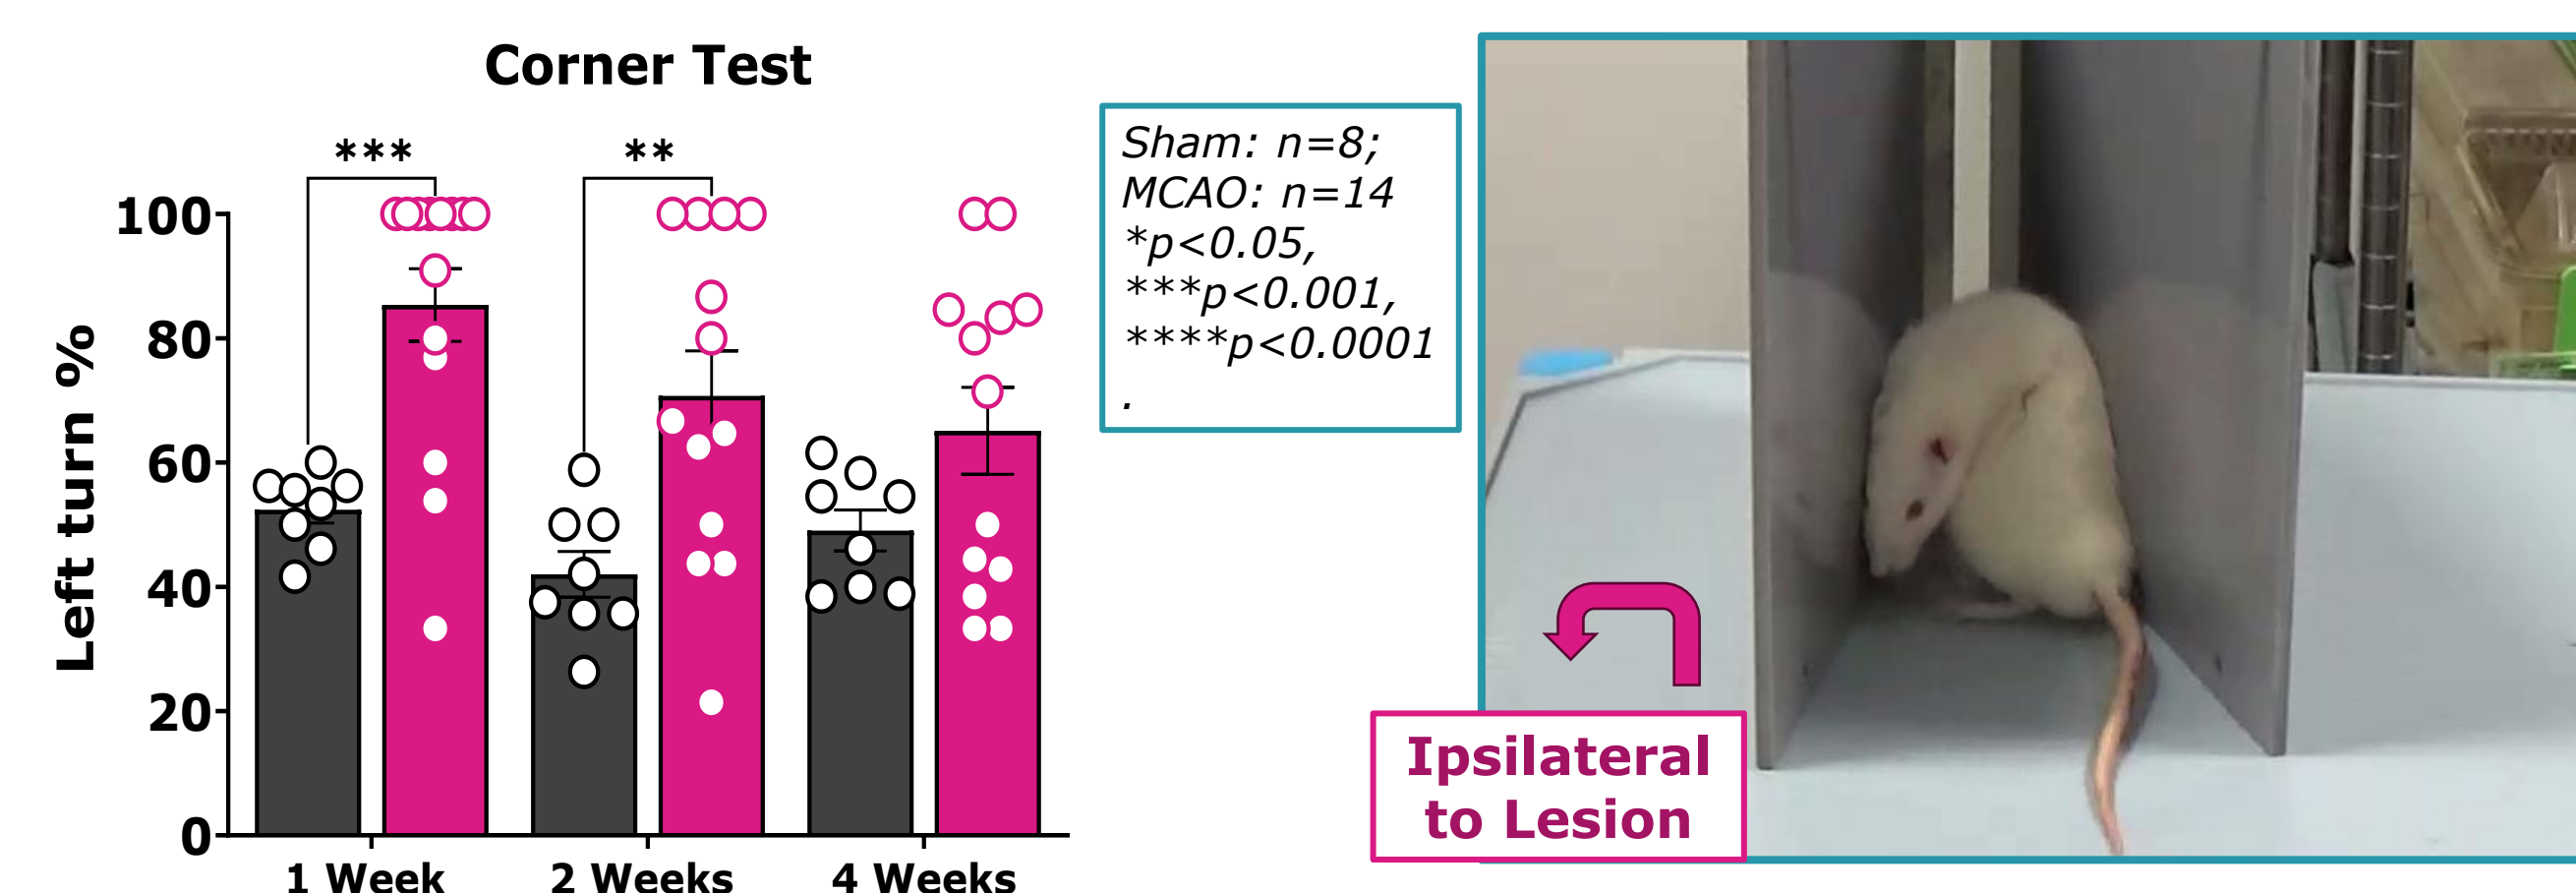 Corner Test
***
**
Left turn %
100
80
60
40
20
0
1 Week
2 Weeks
4 Weeks
Sham: n=8;
MCAO: n=14
*p<0.05,
***p<0.001,
****p<0.0001
.
Ipsilateral
to Lesion